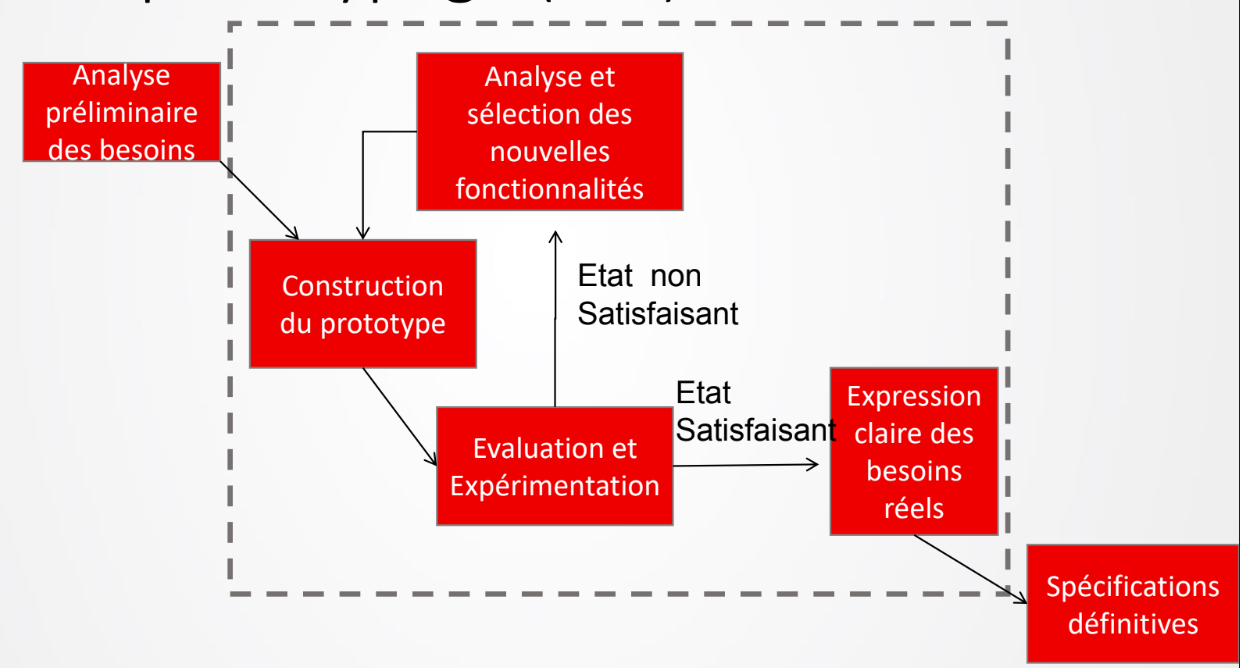 Analyse
préliminaire
des besoins
Analyse et
sélection des
nouvelles
fonctionnalités
Construction
du prototype
Etat non
Satisfaisant
Evaluation et
Expérimentation
Etat
Satisfaisant
Expression
claire des
besoins
réels
Spécifications
définitives